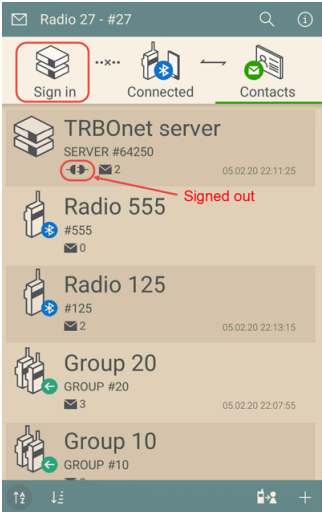 Radio 27 - #27
Sign in
Connected
Contacts
TRBOnet server
SERVER #64250
2
05.02.20 22:11:25
Signed out
Radio 555
#555
0
Radio 125
#125
2
05.02.20 22:13:15
Group 20
GROUP #20
3
05.02.20 22:07:55
Group 10
GROUP #10